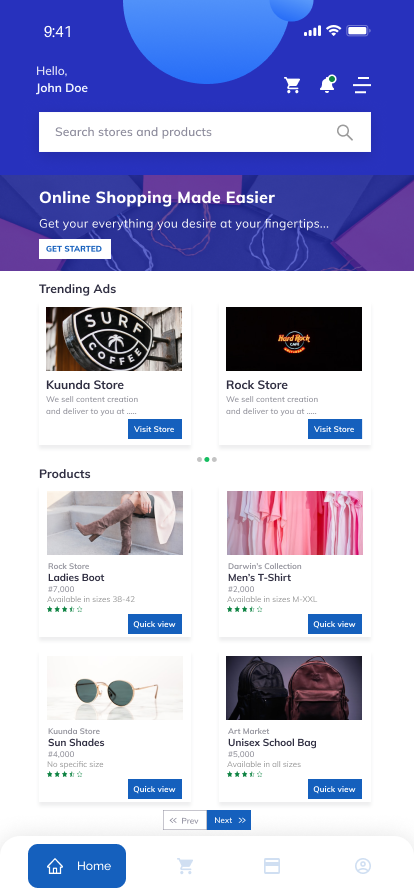 9:41
Hello,
John Doe
Search stores and products
Online Shopping Made Easier
Get your everything you desire at your fingertips...
GET STARTED
Trending Ads
SURF
COFFEE
Hard Rock
CAFE
Kuunda Store
Rock Store
We sell content creation
and deliver to you at .....
We sell content creation
and deliver to you at .....
Visit Store
Visit Store
Products
Rock Store
Ladies Boot
#7,000
Available in sizes 38-42
Quick view
Darwin's Collection
Men's T-Shirt
#2,000
Available in sizes M-XXL
Quick view
Kuunda Store
Sun Shades
#4,000
No specific size
Quick view
Art Market
Unisex School Bag
#5,000
Available in all sizes
Quick view
Prev
Next
Home